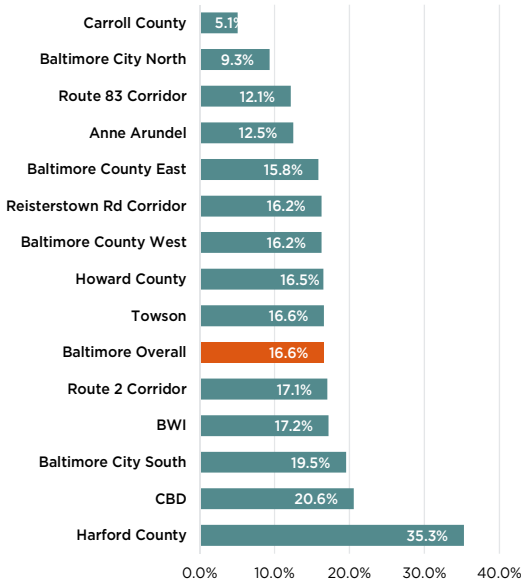 Carroll County 5.1%
Baltimore City North 9.3%
Route 83 Corridor 12.1%
Anne Arundel 12.5%
Baltimore County East 15.8%
Reisterstown Rd Corridor 16.2%
Baltimore County West 16.2%
Howard County 16.5%
Towson 16.6%
Baltimore Overall 16.6%
Route 2 Corridor 17.1%
BWI 17.2%
Baltimore City South 19.5%
CBD 20.6%
Harford County 35.3%
0.0% 10.0% 20.0% 30.0% 40.0%